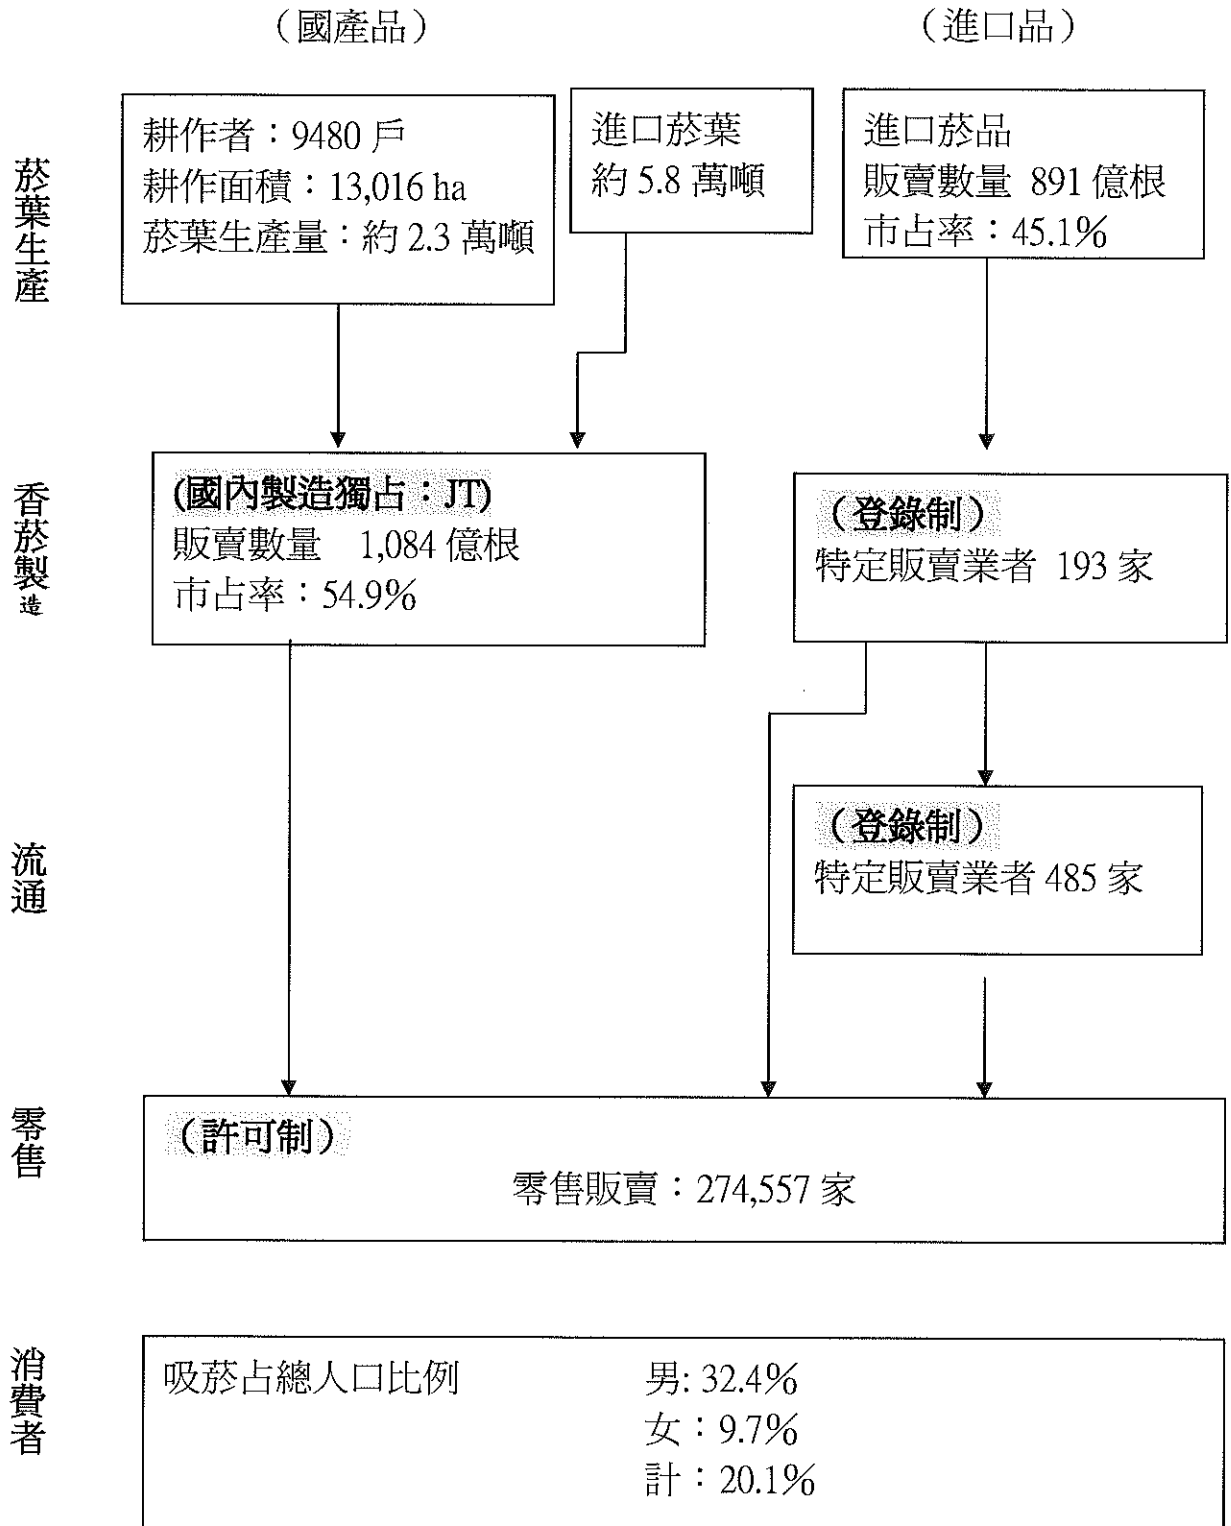 （國產品）
（進口品）
菸葉生產
耕作者：9480 戶
耕作面積：13,016 ha
菸葉生產量：約 2.3 萬噸
進口菸葉
約 5.8 萬噸
進口菸品
販賣數量 891 億根
市占率：45.1%
香菸製造
(國內製造獨占：JT)
販賣數量 1,084 億根
市占率：54.9%
（登錄制）
特定販賣業者 193 家
流通
（登錄制）
特定販賣業者 485 家
零售
（許可制）
零售販賣：274,557 家
消費者
吸菸占總人口比例 男: 32.4%
女：9.7%
計：20.1%